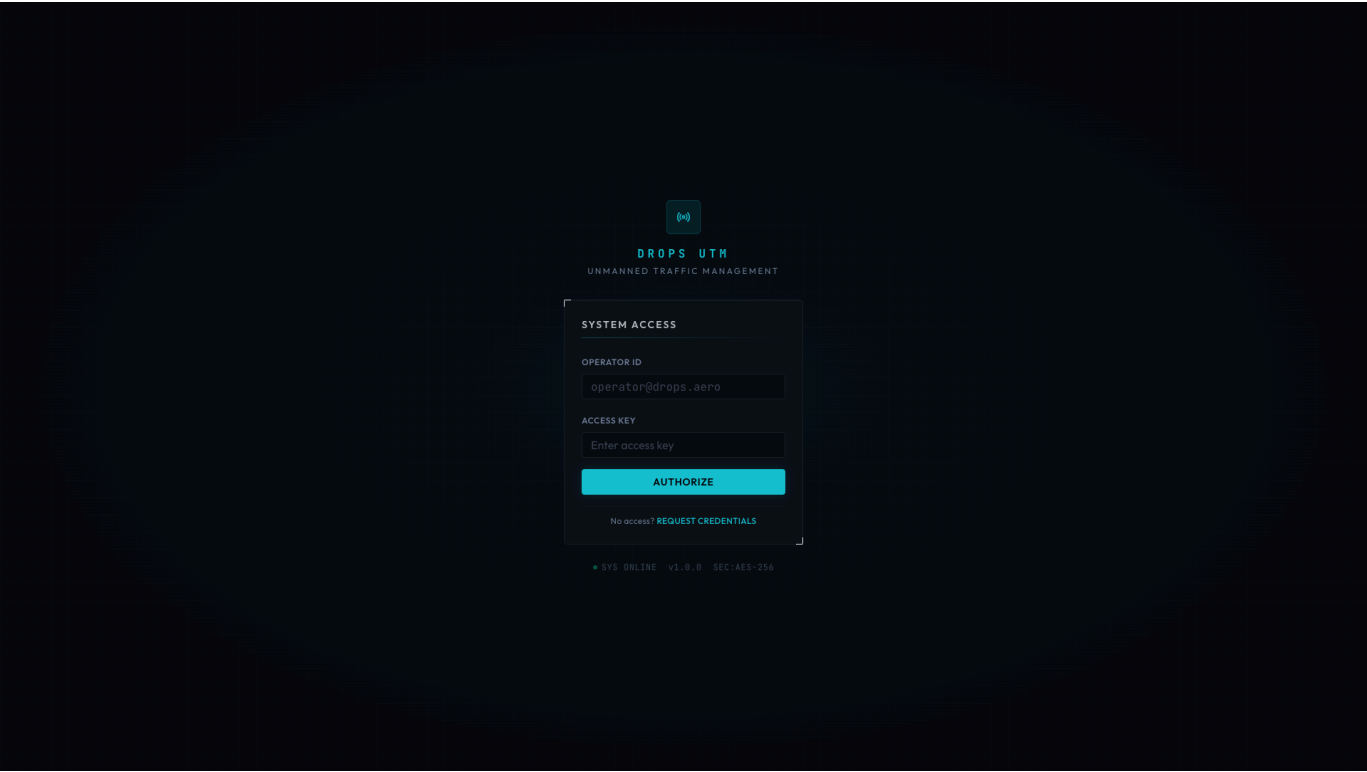 DROPS UTM
UNMANNED TRAFFIC MANAGEMENT
SYSTEM ACCESS
OPERATOR ID
operator@drops.aero
ACCESS KEY
Enter access key
AUTHORIZE
No access? REQUEST CREDENTIALS
SYS ONLINE v1.0.0 SEC:AES-256